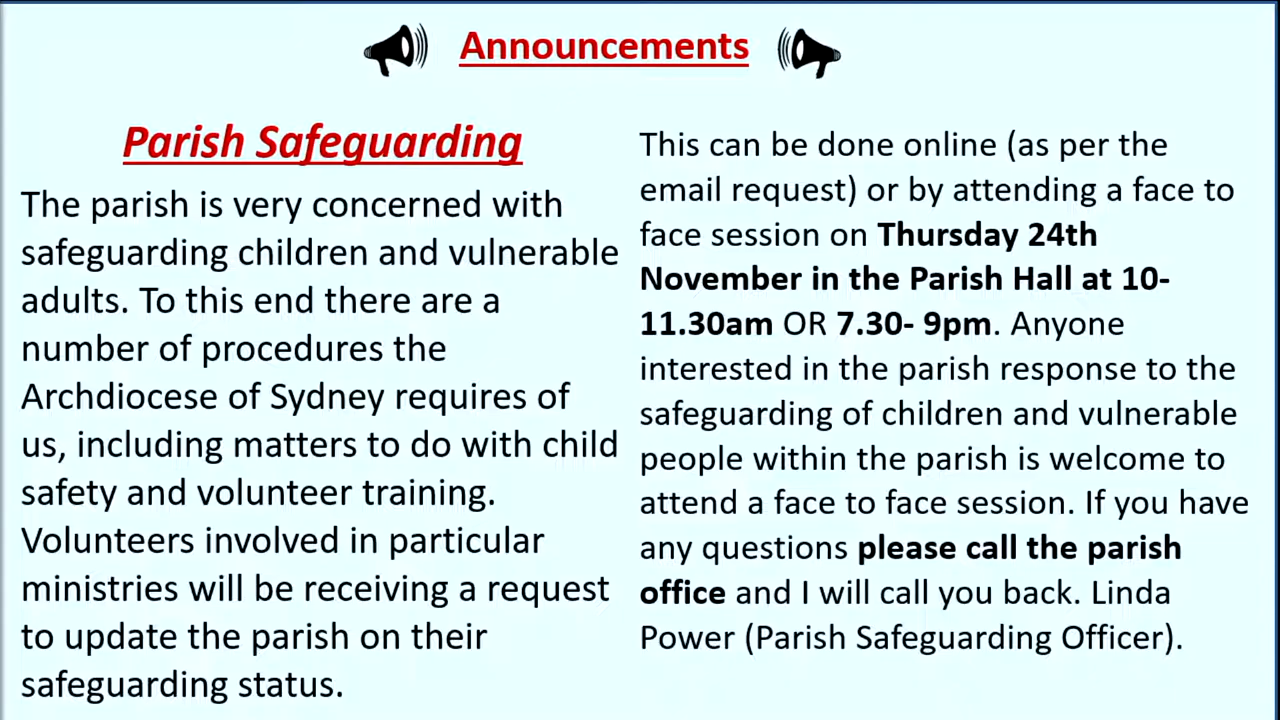 Announcements
Parish Safeguarding
The parish is very concerned with
safeguarding children and vulnerable
adults. To this end there are a
number of procedures the
Archdiocese of Sydney requires of
us, including matters to do with child
safety and volunteer training.
Volunteers involved in particular
ministries will be receiving a request
to update the parish on their
safeguarding status.
This can be done online (as per the
email request) or by attending a face to
face session on Thursday 24th
November in the Parish Hall at 10-
11.30am OR 7.30- 9pm. Anyone
interested in the parish response to the
safeguarding of children and vulnerable
people within the parish is welcome to
attend a face to face session. If you have
any questions please call the parish
office and I will call you back. Linda
Power (Parish Safeguarding Officer).